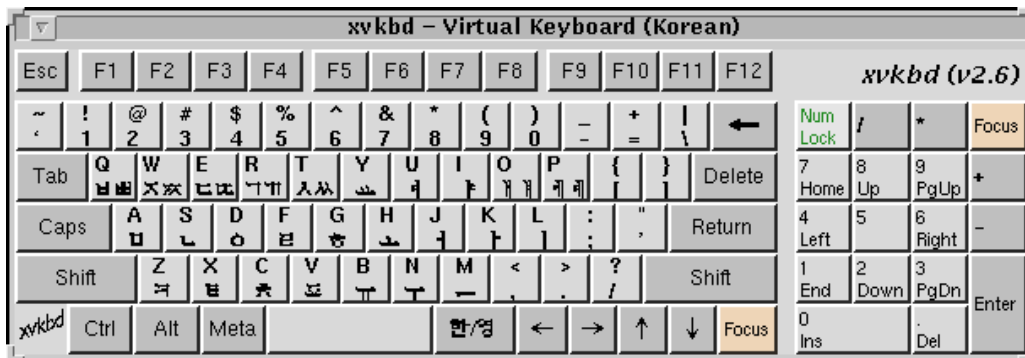 xvkbd – Virtual Keyboard (Korean)
Esc F1 F2 F3 F4 F5 F6 F7 F8 F9 F10 F11 F12 xvkbd (v2.6)
~ ! @ # $ % ^ & * ( ) _ + | Num / * Focus
‘ 1 2 3 4 5 6 7 8 9 0 - = \ ← Lock
Tab Q W E R T Y U I O P { } Delete 7 8 9 +
ㅂㅃ ㅈㅉ ㄷㄸ ㄱㄲ ㅅㅆ ㅛ ㅕ ㅑ ㅐㅒ ㅔㅖ [ ] Home Up PgUp
Caps A S D F G H J K L : " Return 4 5 6 -
ㅁ ㄴ ㅇ ㄹ ㅎ ㅗ ㅓ ㅏ ㅣ ; ' Left Right
Shift Z X C V B N M < > ? Shift 1 2 3 Enter
ㅋ ㅌ ㅊ ㅍ ㅠ ㅜ ㅡ , . / End Down PgDn
xvkbd Ctrl Alt Meta 한/영 ← → ↑ ↓ Focus 0 .
Ins Del